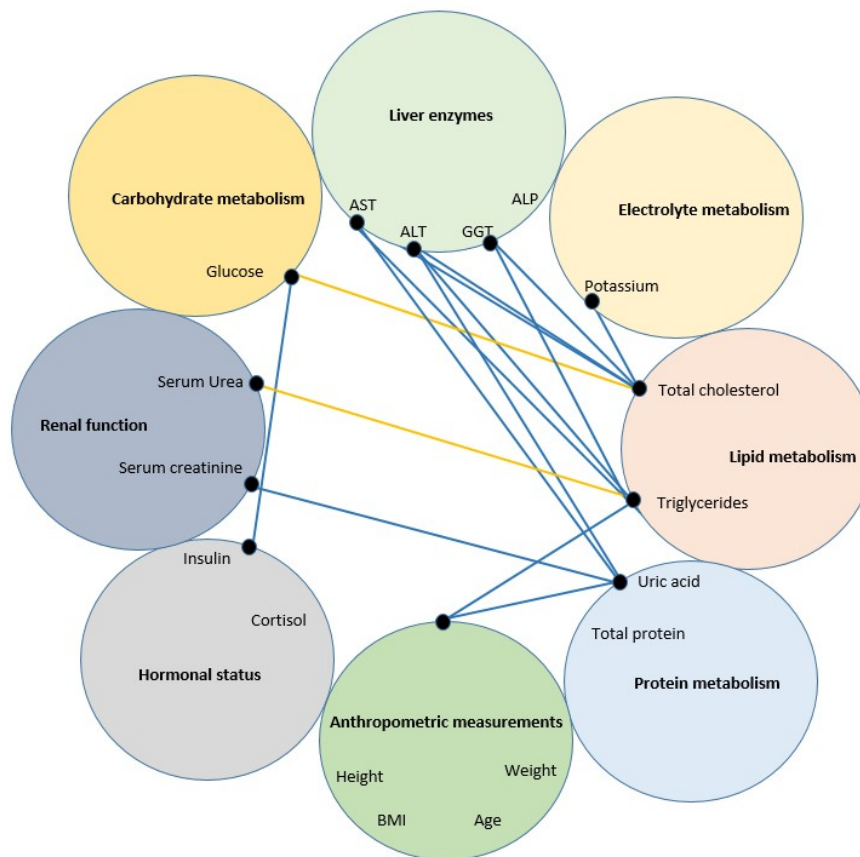 Liver enzymes
AST
ALT
GGT
ALP
Carbohydrate metabolism
Glucose
Electrolyte metabolism
Potassium
Serum Urea
Renal function
Serum creatinine
Total cholesterol
Lipid metabolism
Triglycerides
Insulin
Cortisol
Hormonal status
Uric acid
Total protein
Protein metabolism
Anthropometric measurements
Height
Weight
BMI
Age